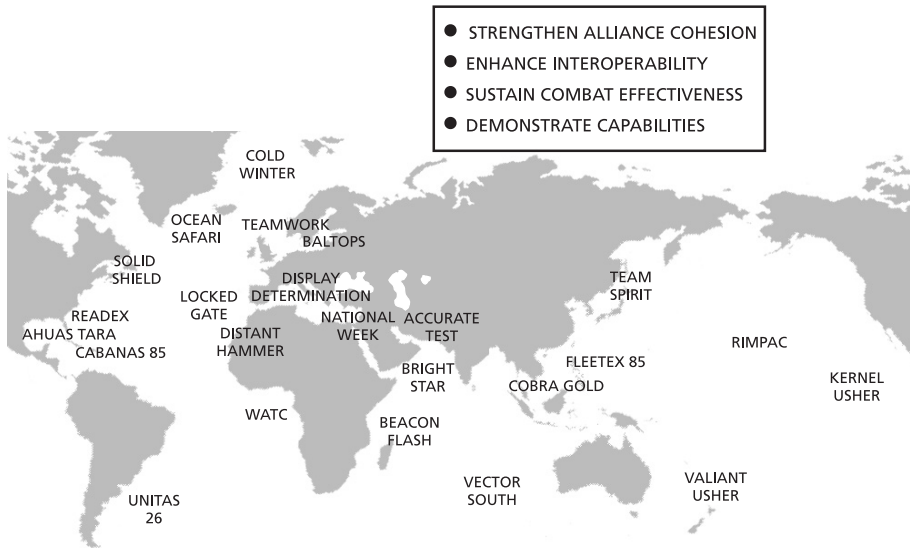 ● STRENGTHEN ALLIANCE COHESION
● ENHANCE INTEROPERABILITY
● SUSTAIN COMBAT EFFECTIVENESS
● DEMONSTRATE CAPABILITIES
COLD
WINTER
OCEAN
SAFARI
TEAMWORK
BALTOPS
SOLID
SHIELD
DISPLAY
DETERMINATION
TEAM
SPIRIT
LOCKED
GATE
READEX
AHUAS TARA
CABANAS 85
DISTANT
HAMMER
NATIONAL
WEEK
ACCURATE
TEST
RIMPAC
FLEETEX 85
BRIGHT
STAR
COBRA GOLD
KERNEL
USHER
WATC
BEACON
FLASH
VECTOR
SOUTH
VALIANT
USHER
UNITAS
26